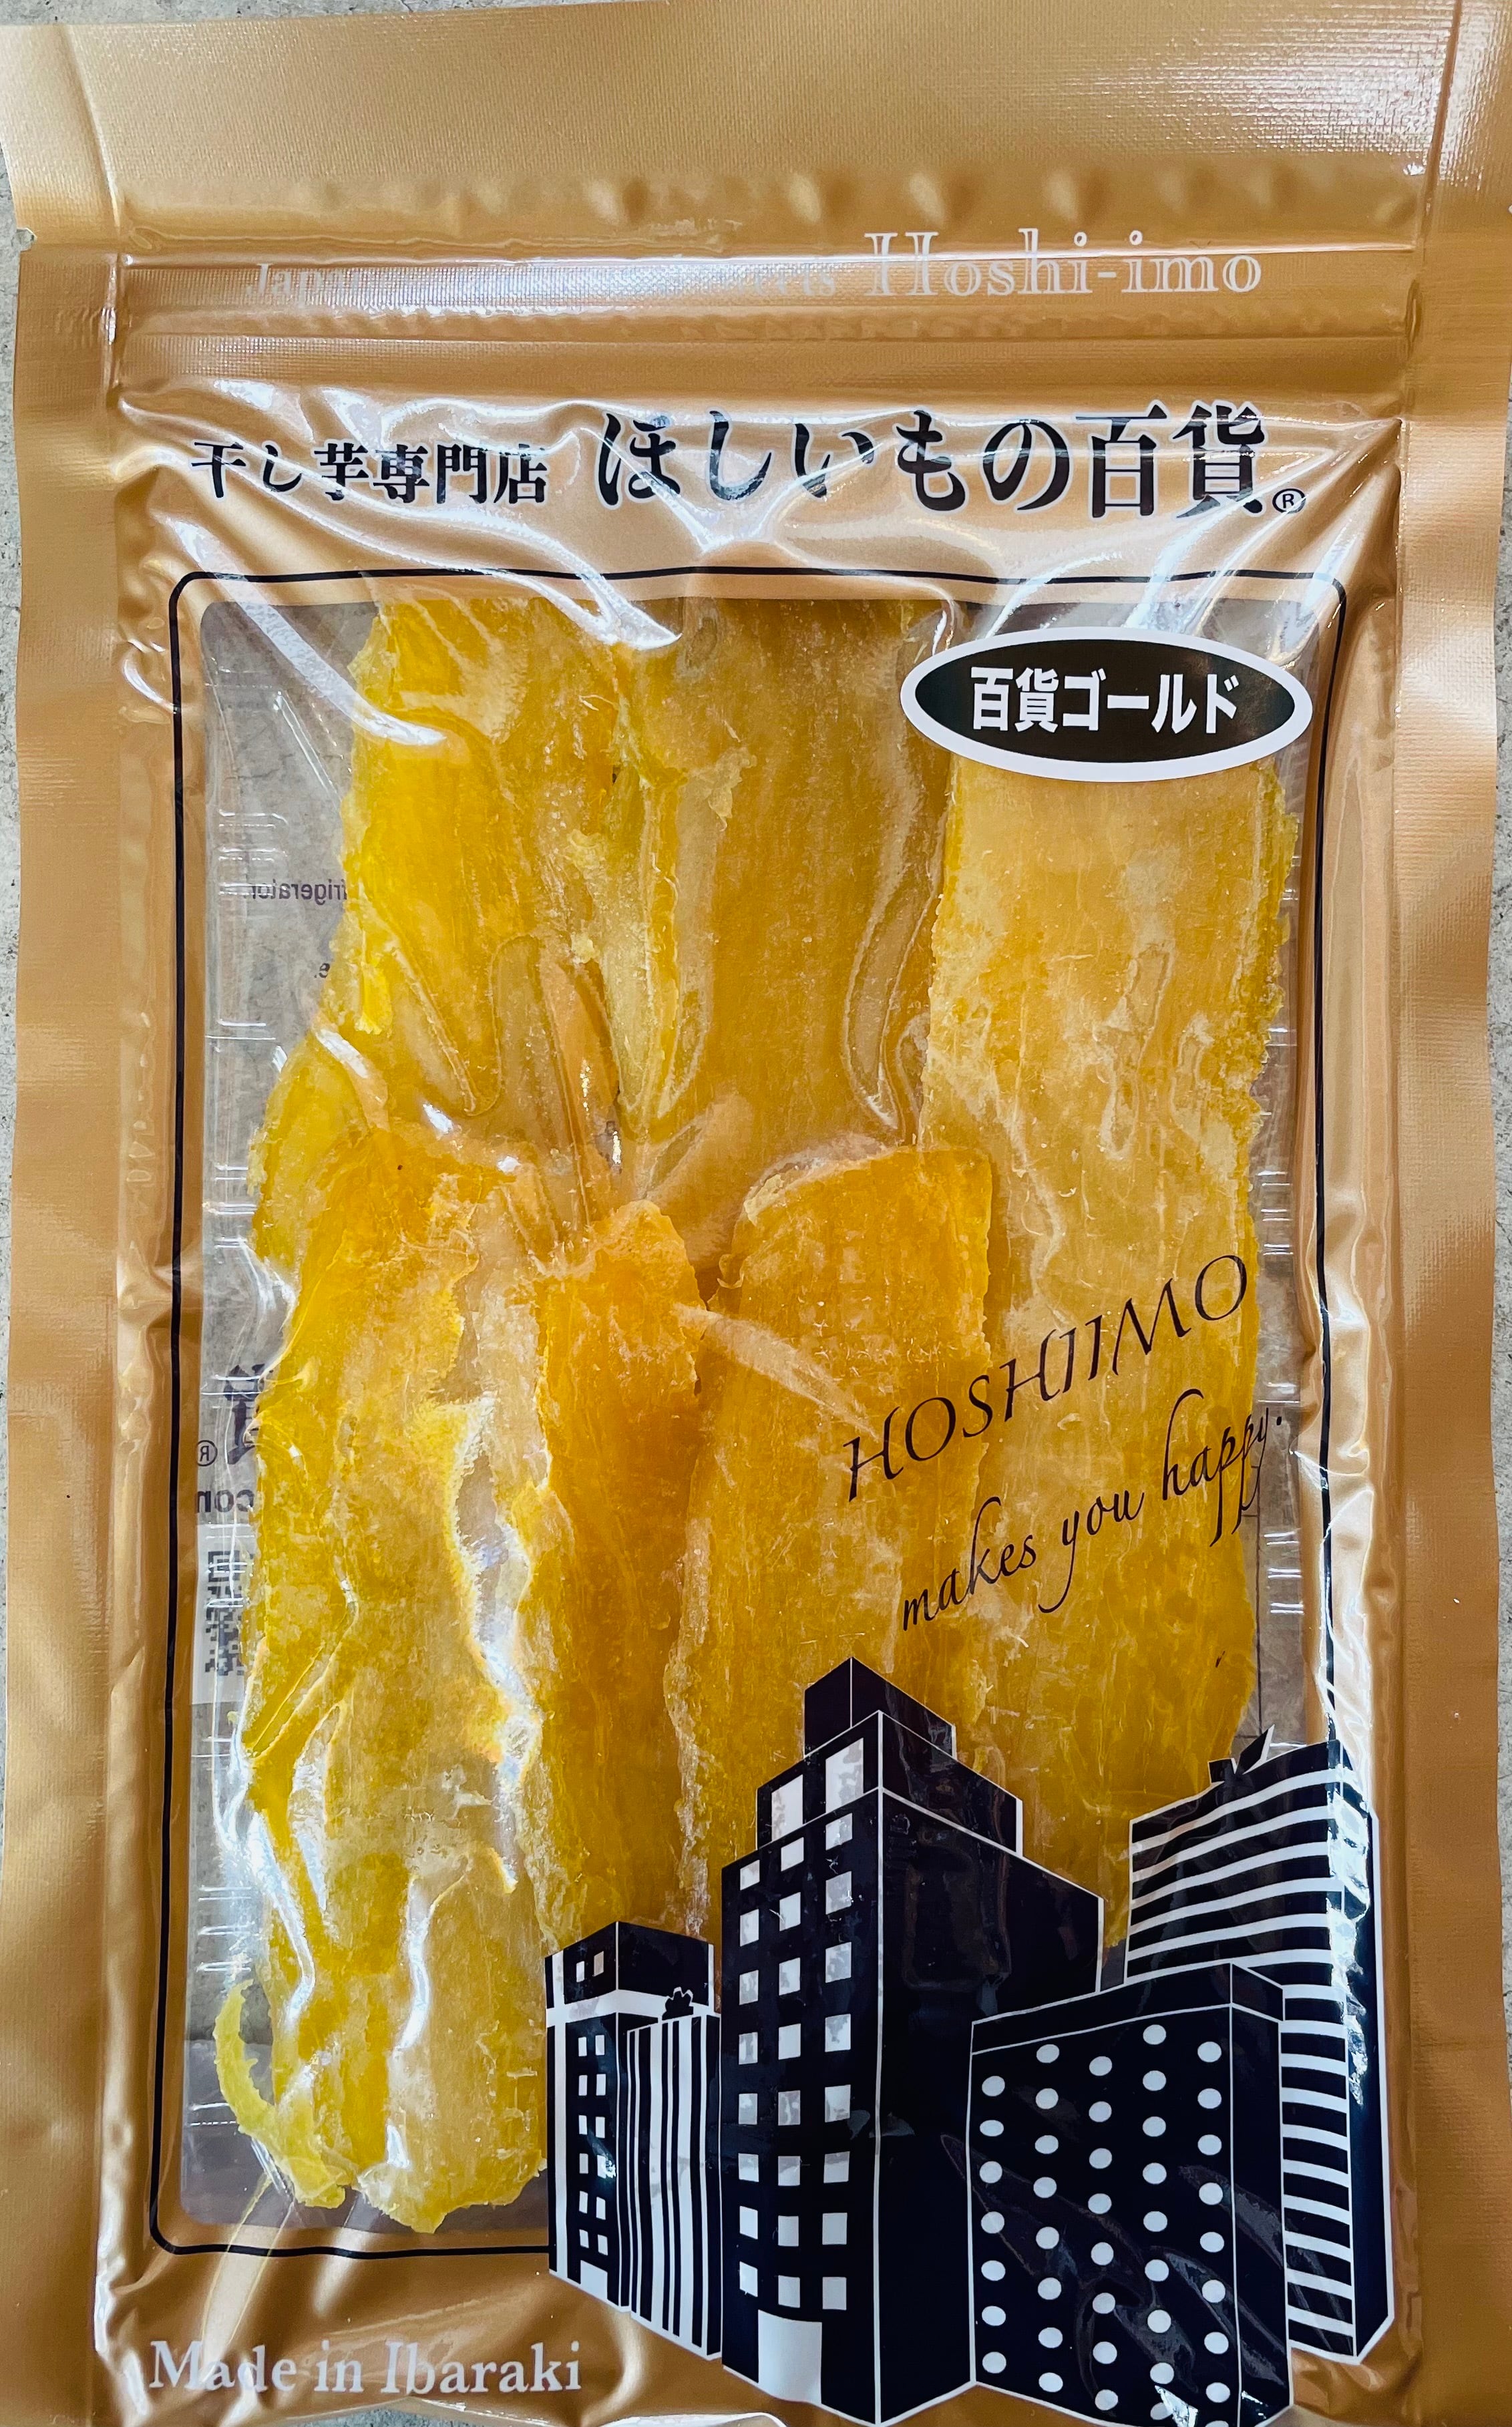 Hoshi-imo
干し芋専門店 ほしいもの百貨®
百貨ゴールド
HOSHIIMO
makes you happy.
Made in Ibaraki